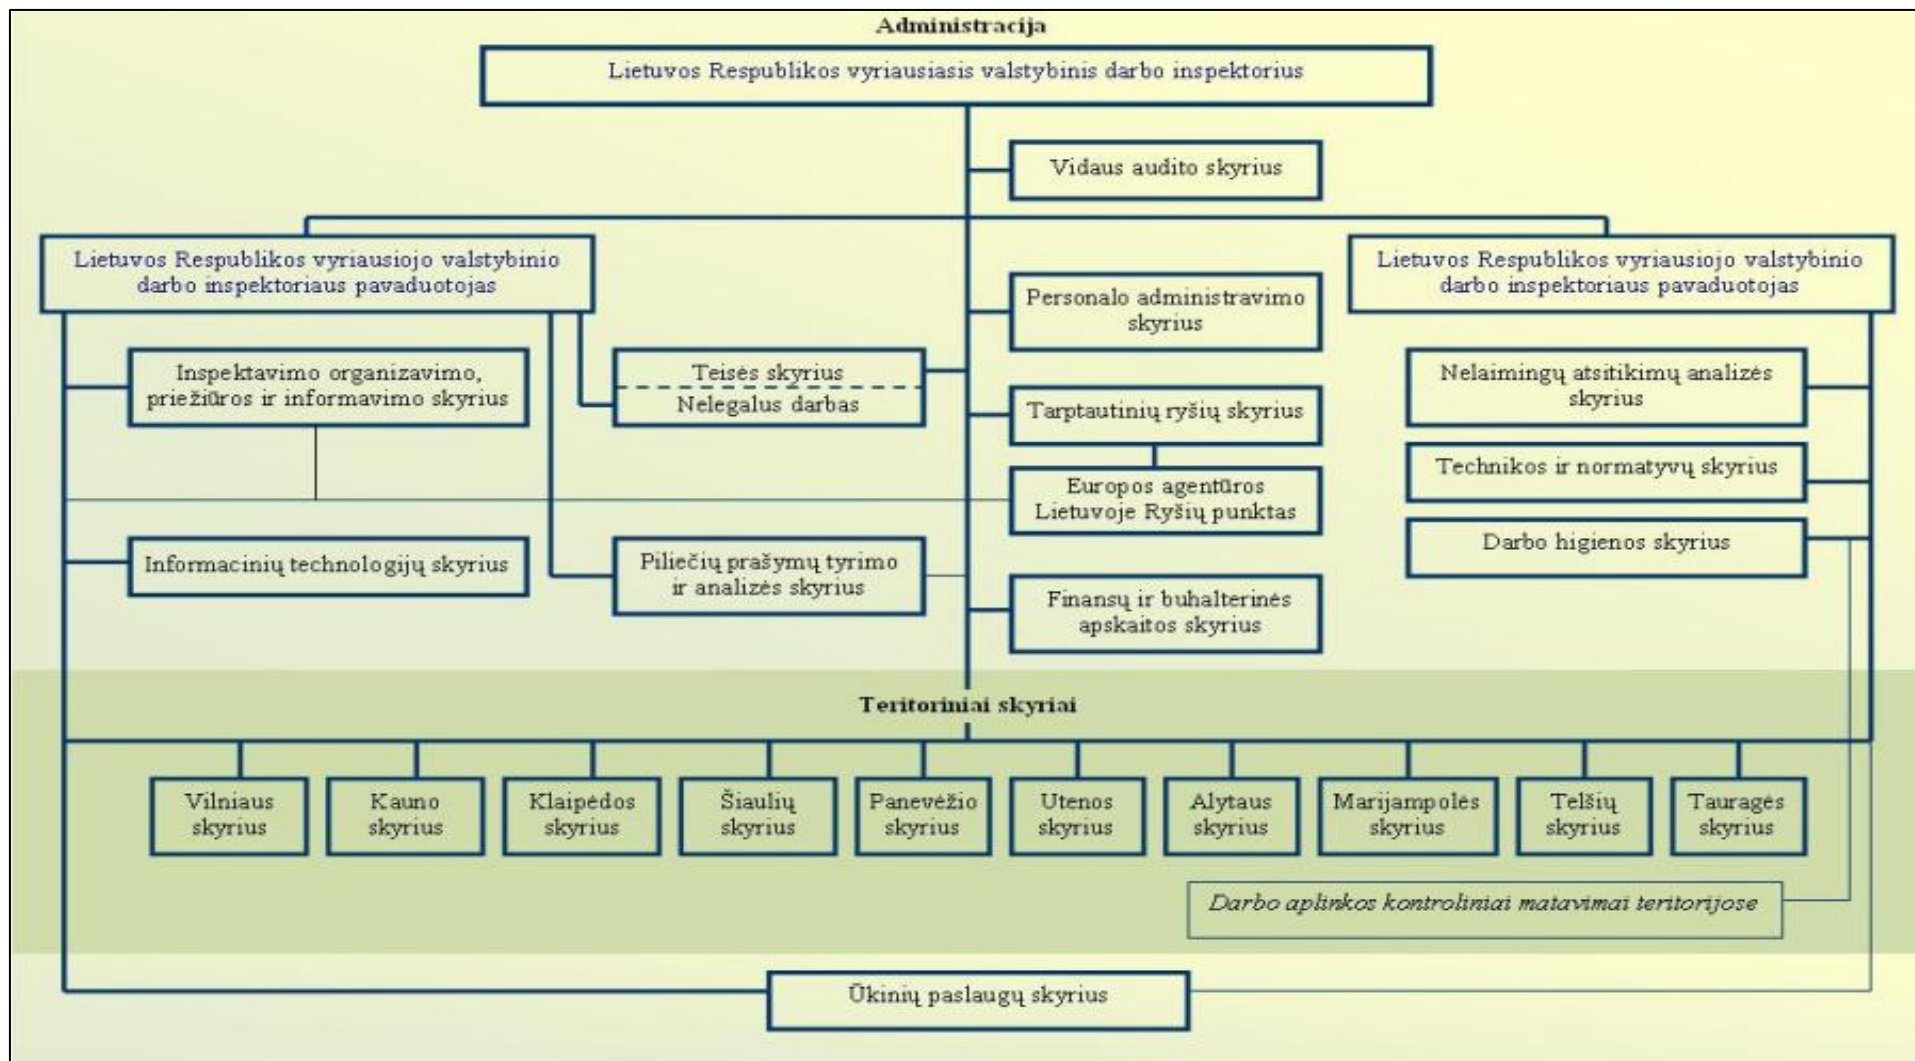 Administracija
Lietuvos Respublikos vyriausiasis valstybinis darbo inspektorius
Vidaus audito skyrius
Lietuvos Respublikos vyriausiojo valstybinio
darbo inspektoriaus pavaduotojas
Lietuvos Respublikos vyriausiojo valstybinio
darbo inspektoriaus pavaduotojas
Personalo administravimo
skyrius
Inspektavimo organizavimo,
priežiūros ir informavimo skyrius
Teisės skyrius
Nelegalus darbas
Tarptautinių ryšių skyrius
Nelaimingų atsitikimų analizės
skyrius
Technikos ir normatyvų skyrius
Europos agentūros
Lietuvoje Ryšių punktas
Darbo higienos skyrius
Informacinių technologijų skyrius
Piliečių prašymų tyrimo
ir analizės skyrius
Finansų ir buhalterinės
apskaitos skyrius
Teritoriniai skyriai
Vilniaus
skyrius
Kauno
skyrius
Klaipėdos
skyrius
Šiaulių
skyrius
Panevėžio
skyrius
Utenos
skyrius
Alytaus
skyrius
Marijampolės
skyrius
Telšių
skyrius
Tauragės
skyrius
Darbo aplinkos kontroliniai matavimai teritorijose
Ūkinių paslaugų skyrius